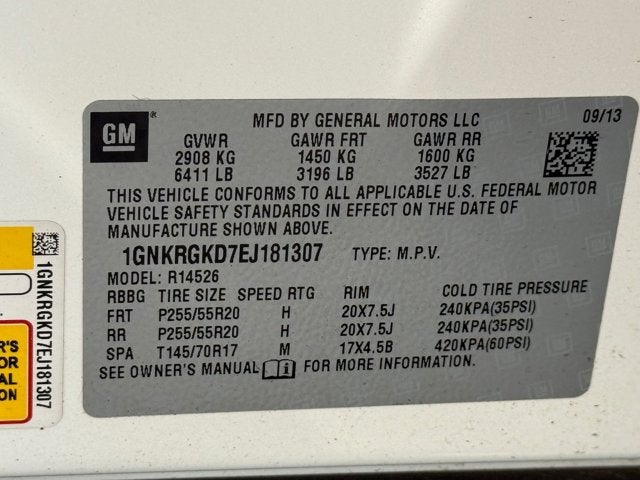 GM ®
MFD BY GENERAL MOTORS LLC 09/13
GVWR GAWR FRT GAWR RR
2908 KG 1450 KG 1600 KG
6411 LB 3196 LB 3527 LB
THIS VEHICLE CONFORMS TO ALL APPLICABLE U.S. FEDERAL MOTOR
VEHICLE SAFETY STANDARDS IN EFFECT ON THE DATE OF
MANUFACTURE SHOWN ABOVE.
1GNKRGKD7EJ181307 TYPE: M.P.V.
MODEL: R14526
RBBG TIRE SIZE SPEED RTG RIM COLD TIRE PRESSURE
FRT P255/55R20 H 20X7.5J 240KPA(35PSI)
RR P255/55R20 H 20X7.5J 240KPA(35PSI)
SPA T145/70R17 M 17X4.5B 420KPA(60PSI)
SEE OWNER'S MANUAL FOR MORE INFORMATION.
1GNKRGKD7EJ181307
R'S
OR
AL
ON